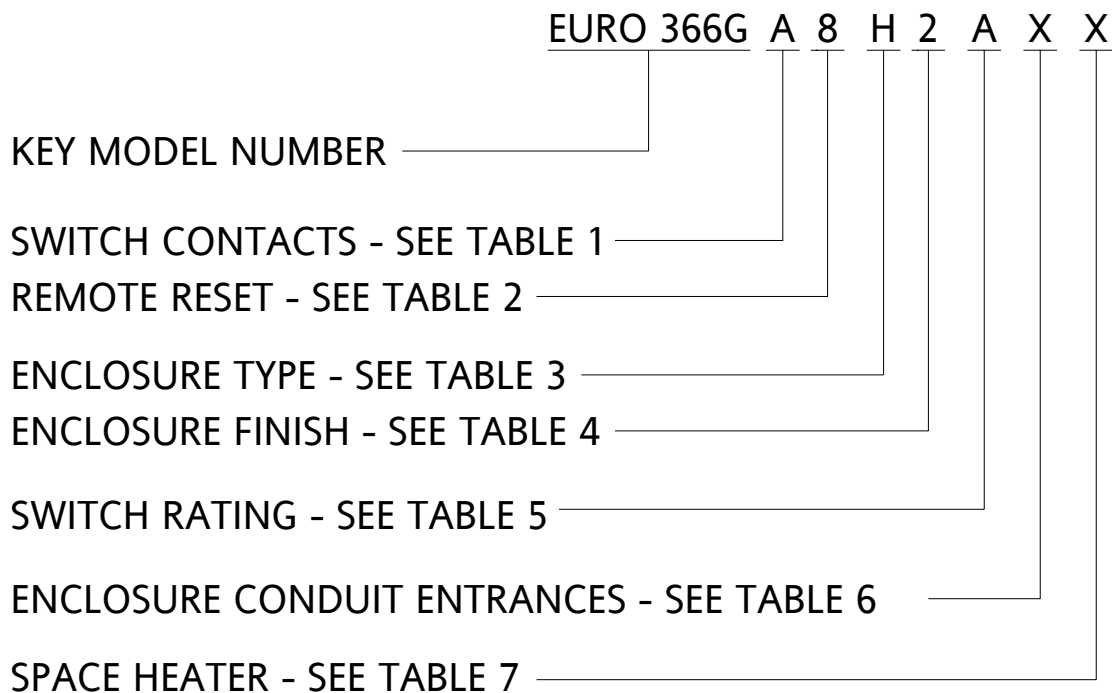 EURO 366G A 8 H 2 A X X
KEY MODEL NUMBER
SWITCH CONTACTS - SEE TABLE 1
REMOTE RESET - SEE TABLE 2
ENCLOSURE TYPE - SEE TABLE 3
ENCLOSURE FINISH - SEE TABLE 4
SWITCH RATING - SEE TABLE 5
ENCLOSURE CONDUIT ENTRANCES - SEE TABLE 6
SPACE HEATER - SEE TABLE 7